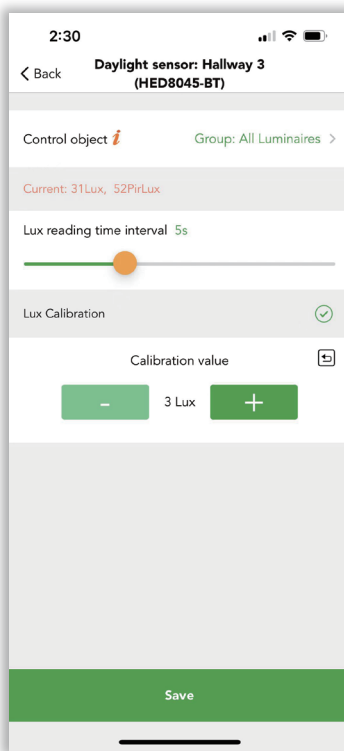 2:30
Back
Daylight sensor: Hallway 3
(HED8045-BT)
Control object i Group: All Luminaires >
Current: 31Lux, 52PirLux
Lux reading time interval 5s
Lux Calibration
Calibration value
- 3 Lux +
Save